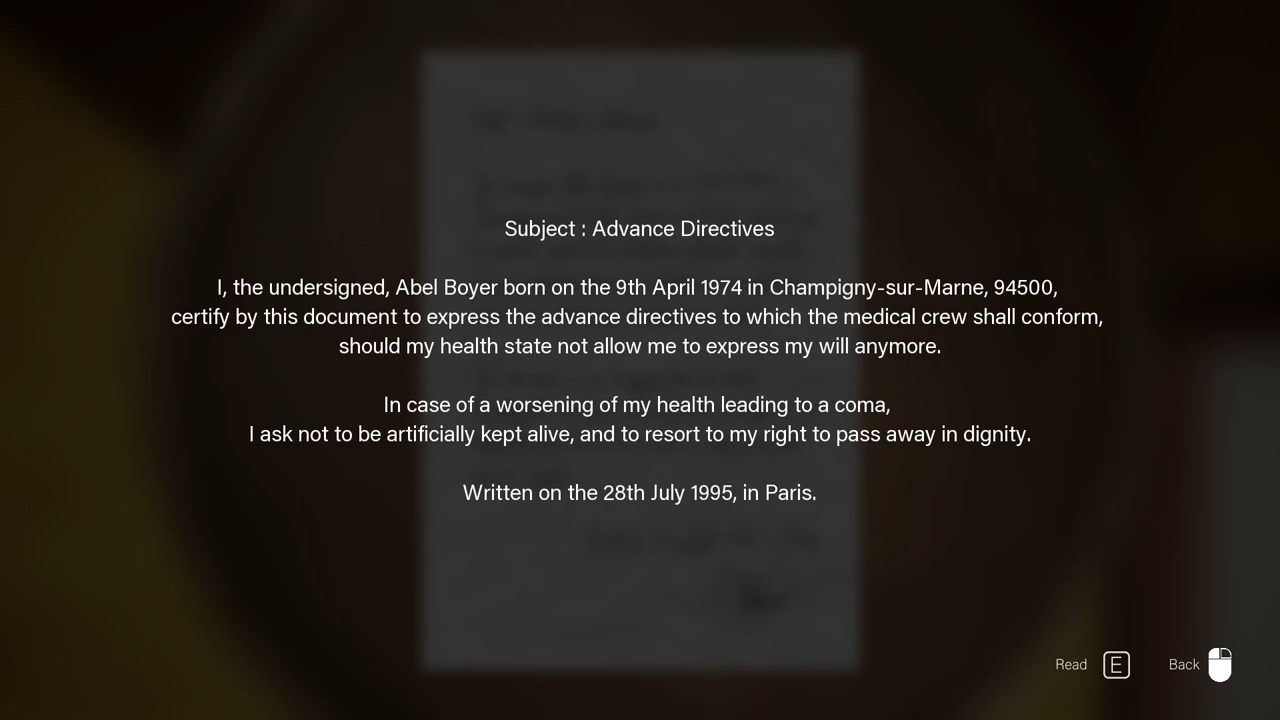 Subject : Advance Directives
I, the undersigned, Abel Boyer born on the 9th April 1974 in Champigny-sur-Marne, 94500,
certify by this document to express the advance directives to which the medical crew shall conform,
should my health state not allow me to express my will anymore.
In case of a worsening of my health leading to a coma,
I ask not to be artificially kept alive, and to resort to my right to pass away in dignity.
Written on the 28th July 1995, in Paris.
Read E Back